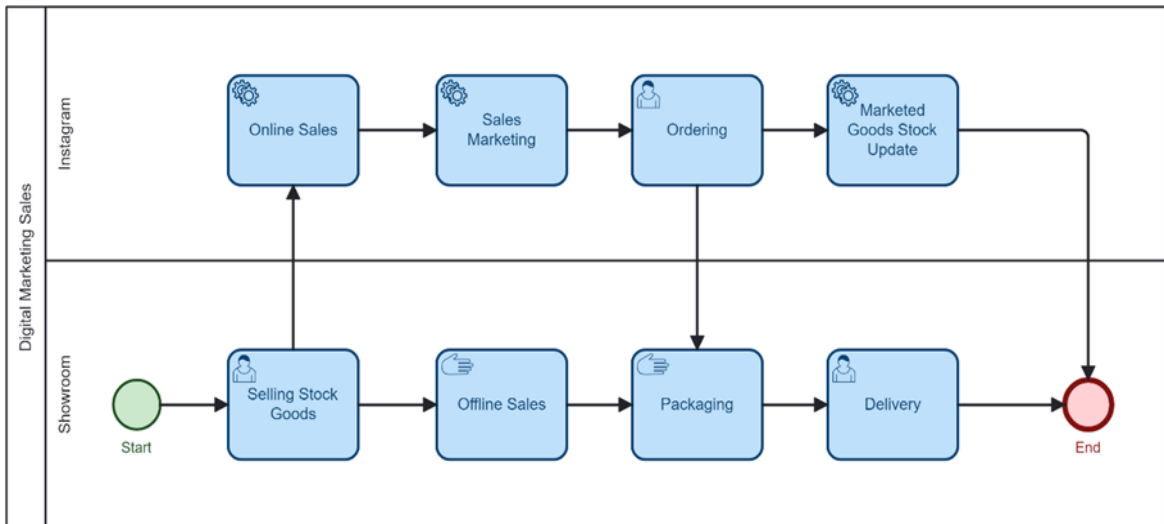 Digital Marketing Sales
Instagram
Online Sales
Sales
Marketing
Ordering
Marketed
Goods Stock
Update
Showroom
Start
Selling Stock
Goods
Offline Sales
Packaging
Delivery
End